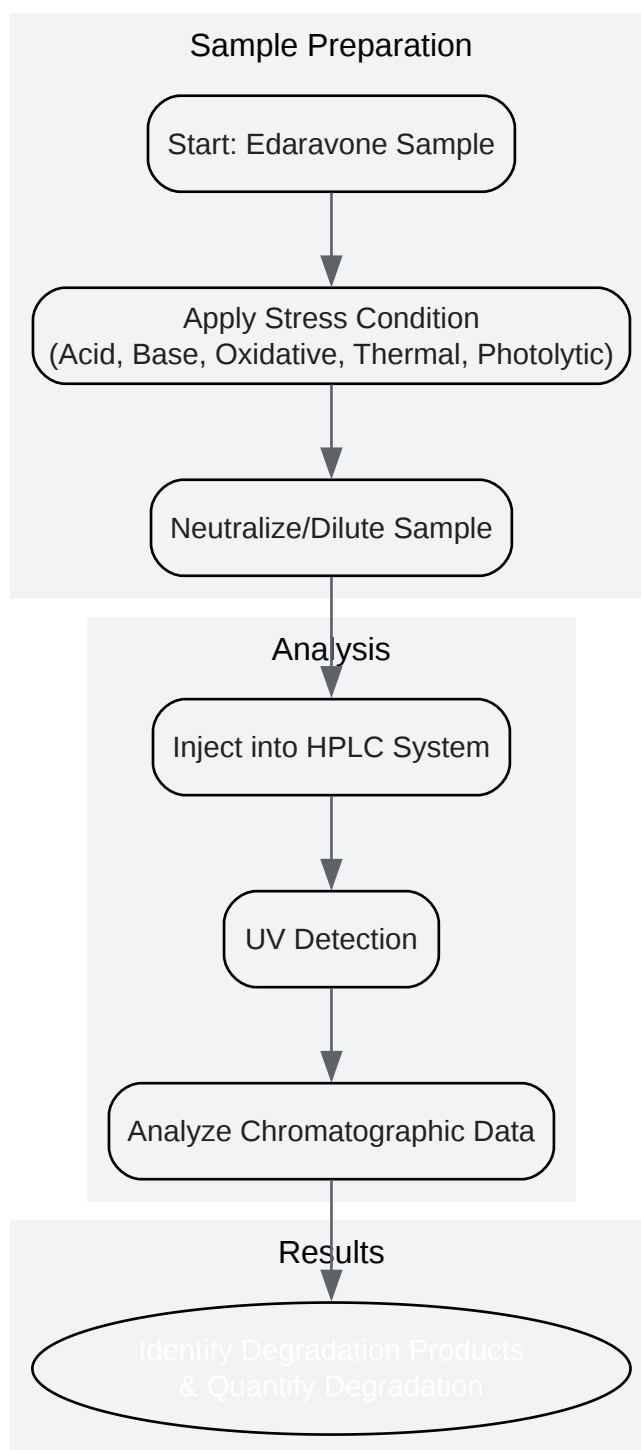 Sample Preparation
Start: Edaravone Sample
Apply Stress Condition
(Acid, Base, Oxidative, Thermal, Photolytic)
Neutralize/Dilute Sample
Analysis
Inject into HPLC System
UV Detection
Analyze Chromatographic Data
Results
Identify Degradation Products
& Quantify Degradation